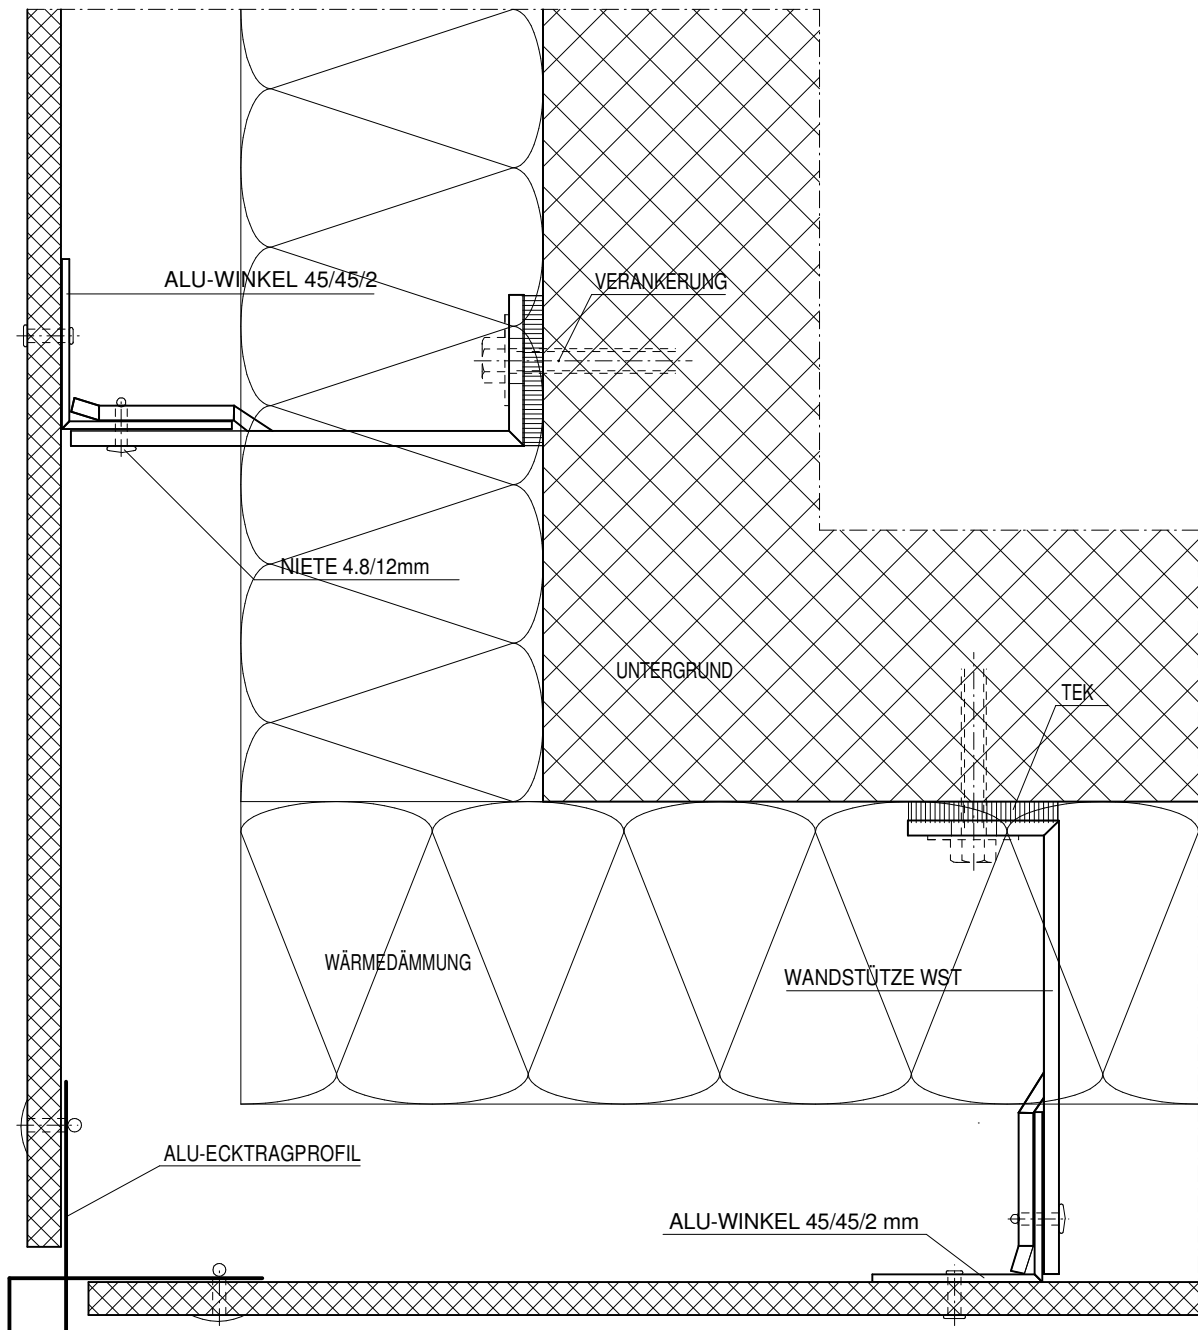 ALU-WINKEL 45/45/2
VERANKERUNG
NIETE 4.8/12mm
UNTERGRUND
TEK
WÄRMEDÄMMUNG
WANDSTÜTZE WST
ALU-ECKTRAGPROFIL
ALU-WINKEL 45/45/2 mm